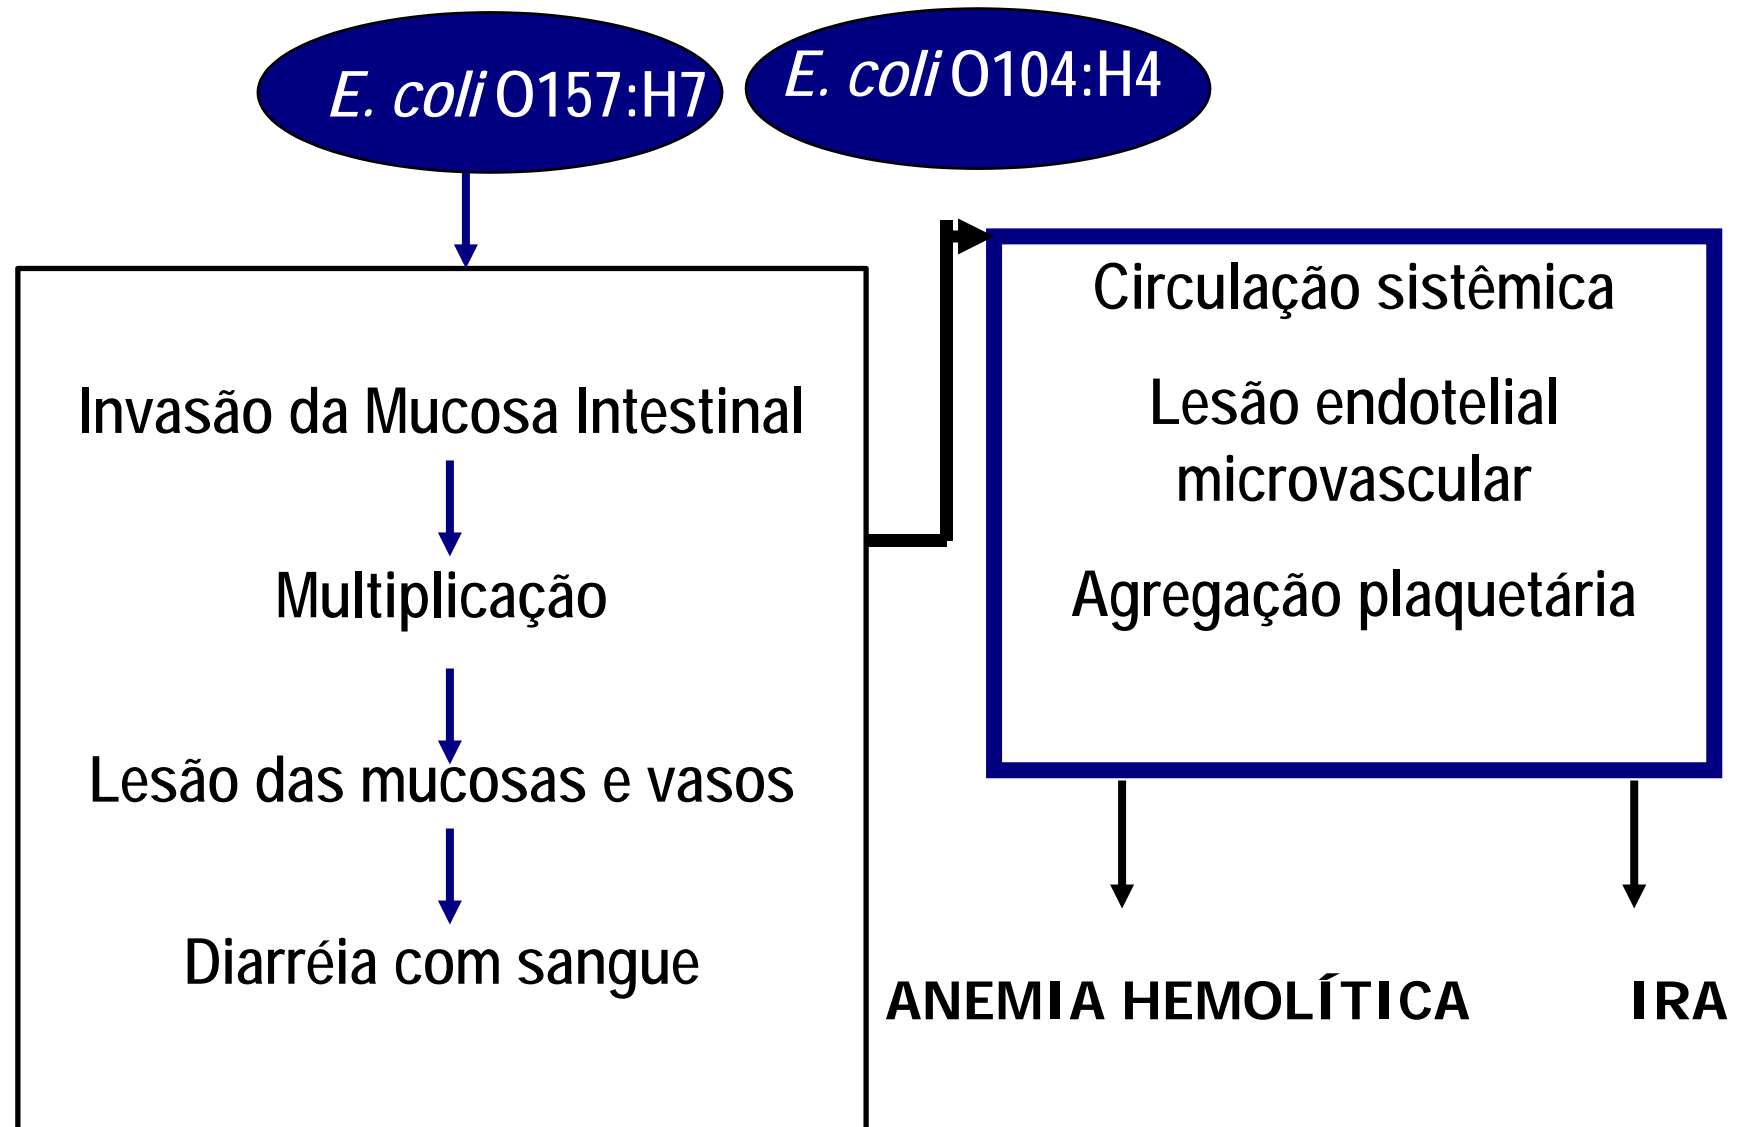 E. coli O157:H7
E. coli O104:H4
Invasão da Mucosa Intestinal
Multiplicação
Lesão das mucosas e vasos
Diarréia com sangue
Circulação sistêmica
Lesão endotelial
microvascular
Agregação plaquetária
ANEMIA HEMOLÍTICA
IRA